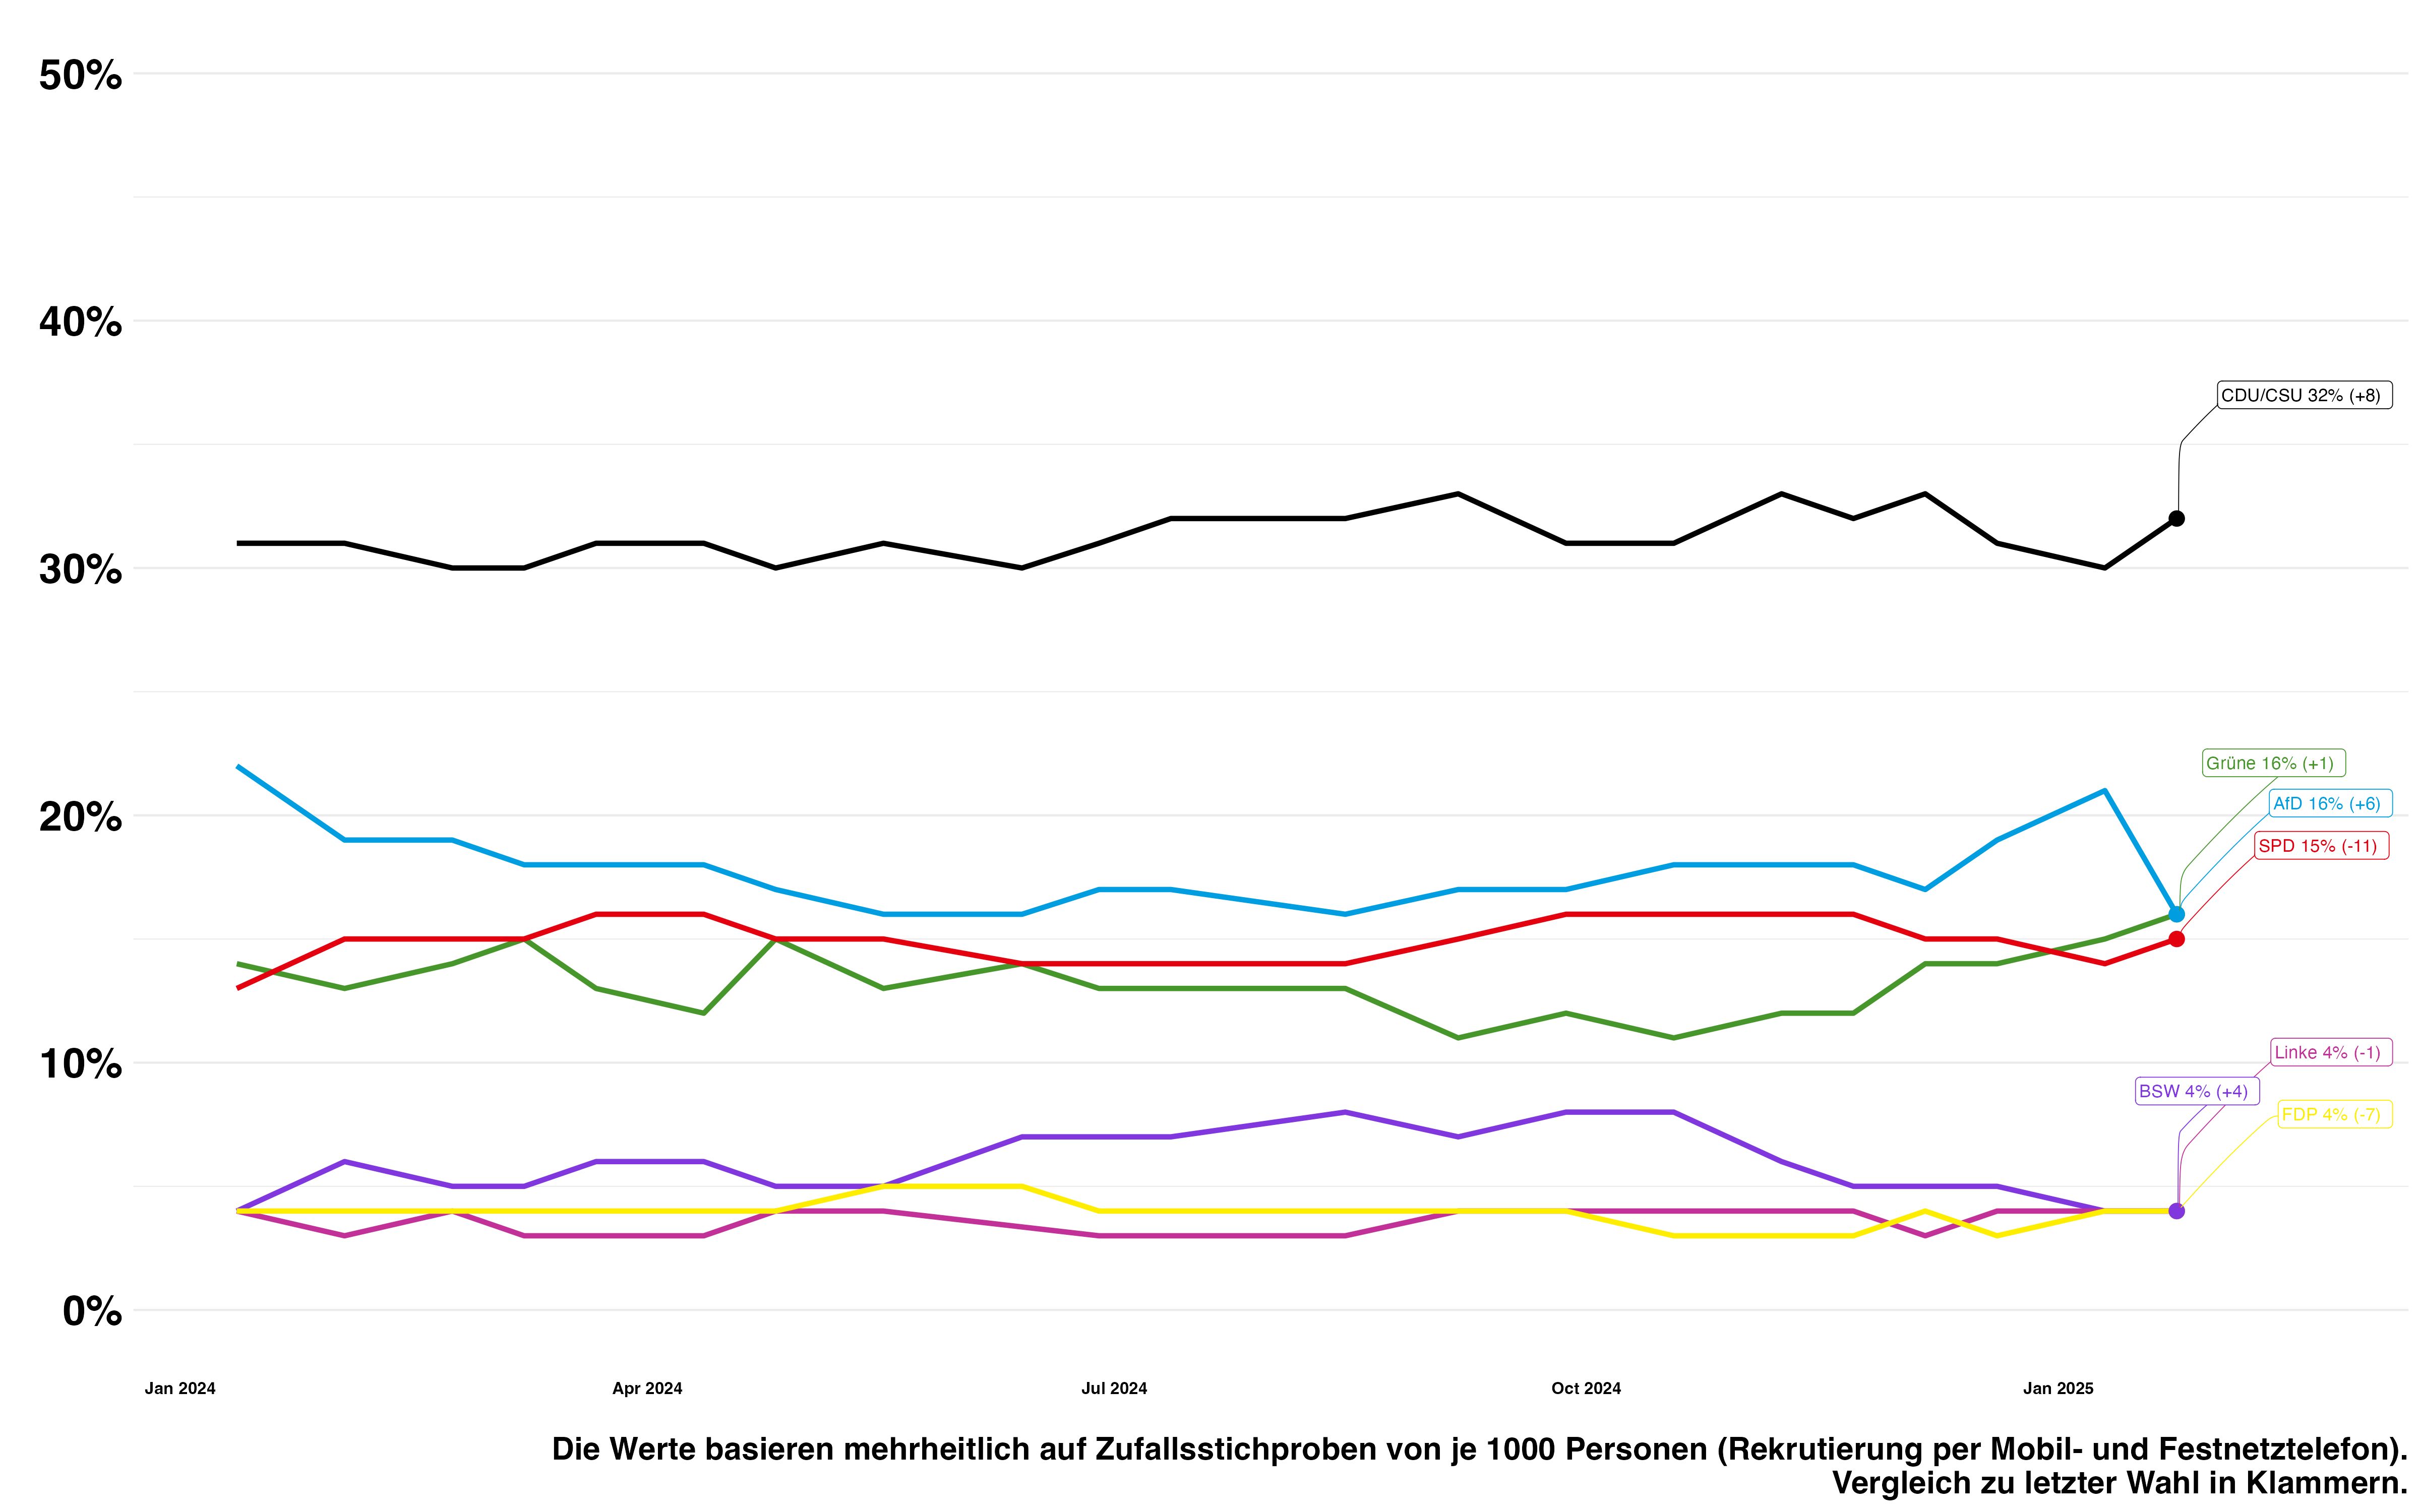 50%
40%
30%
20%
10%
0%
CDU/CSU 32% (+8)
Grüne 16% (+1)
AfD 16% (+6)
SPD 15% (-11)
Linke 4% (-1)
BSW 4% (+4)
FDP 4% (-7)
Jan 2024
Apr 2024
Jul 2024
Oct 2024
Jan 2025
Die Werte basieren mehrheitlich auf Zufallsstichproben von je 1000 Personen (Rekrutierung per Mobil- und Festnetztelefon).
Vergleich zu letzter Wahl in Klammern.